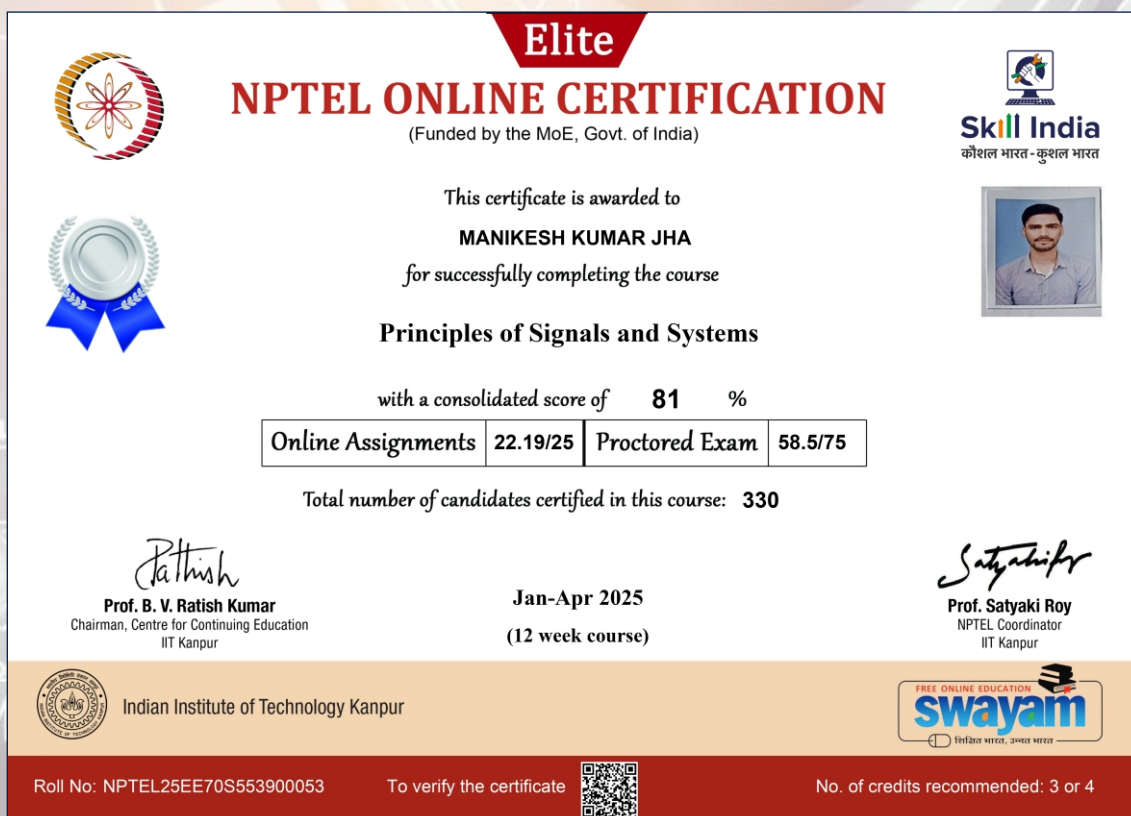 Elite
NPTEL ONLINE CERTIFICATION
(Funded by the MoE, Govt. of India)
Skill India
कौशल भारत - कुशल भारत
This certificate is awarded to
MANIKESH KUMAR JHA
for successfully completing the course
Principles of Signals and Systems
with a consolidated score of 81 %
Online Assignments 22.19/25 Proctored Exam 58.5/75
Total number of candidates certified in this course: 330
Prof. B. V. Ratish Kumar
Chairman, Centre for Continuing Education
IIT Kanpur
Jan-Apr 2025
(12 week course)
Prof. Satyaki Roy
NPTEL Coordinator
IIT Kanpur
Indian Institute of Technology Kanpur
FREE ONLINE EDUCATION
swayam
शिक्षित भारत, उन्नत भारत
Roll No: NPTEL25EE70S553900053
To verify the certificate
No. of credits recommended: 3 or 4